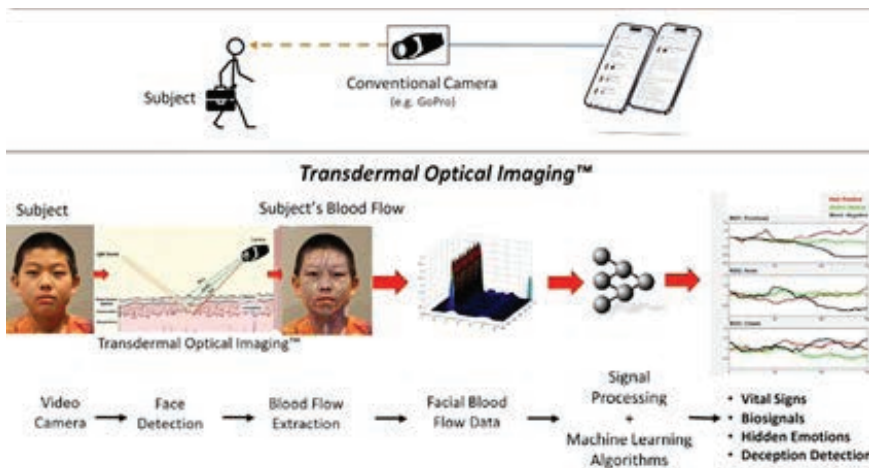 Subject
Conventional Camera
(e.g. GoPro)
Transdermal Optical Imaging™
Subject
Subject's Blood Flow
Transdermal Optical Imaging™
Video
Camera
Face
Detection
Blood Flow
Extraction
Facial Blood
Flow Data
Signal
Processing
+
Machine Learning
Algorithms
• Vital Signs
• Biosignals
• Hidden Emotions
• Deception Detection